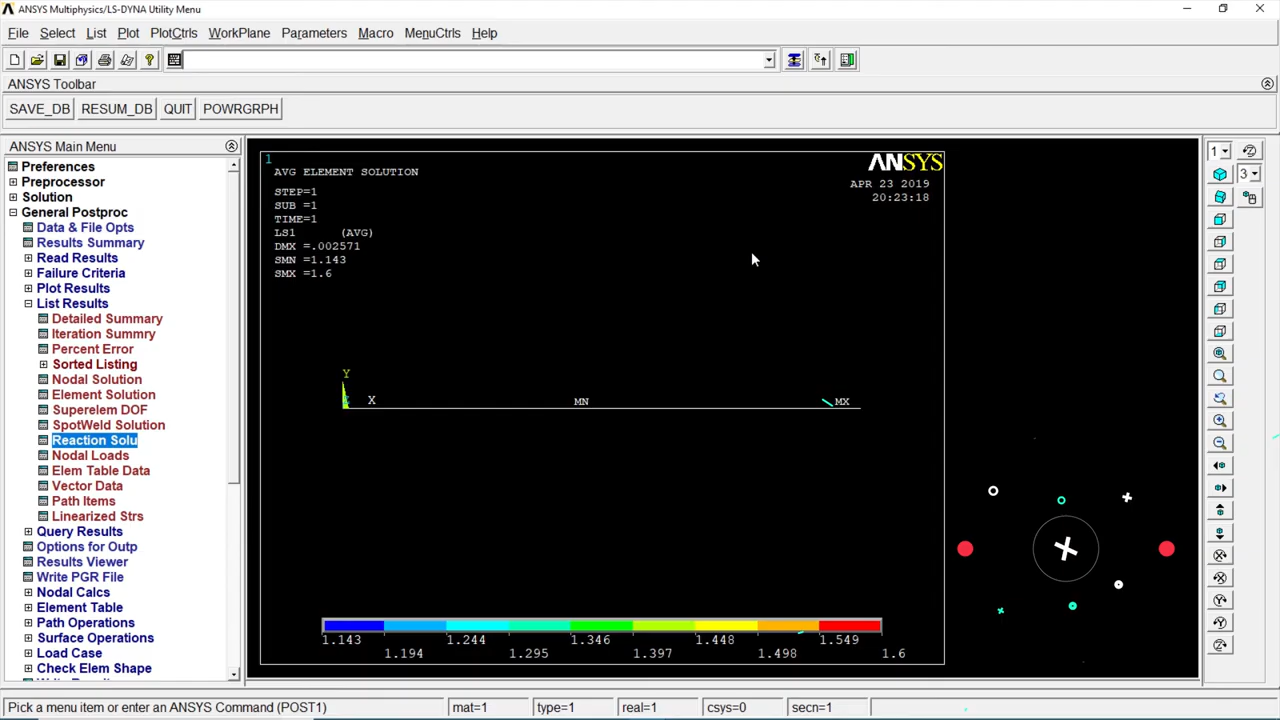 ANSYS Multiphysics/LS-DYNA Utility Menu
File Select List Plot PlotCtrls WorkPlane Parameters Macro MenuCtrls Help
ANSYS Toolbar
SAVE_DB RESUM_DB QUIT POWRGRPH
ANSYS Main Menu
Preferences
Preprocessor
Solution
General Postproc
Data & File Opts
Results Summary
Read Results
Failure Criteria
Plot Results
List Results
Detailed Summary
Iteration Summry
Percent Error
Sorted Listing
Nodal Solution
Element Solution
Superelem DOF
SpotWeld Solution
Reaction Solu
Nodal Loads
Elem Table Data
Vector Data
Path Items
Linearized Strs
Query Results
Options for Outp
Results Viewer
Write PGR File
Nodal Calcs
Element Table
Path Operations
Surface Operations
Load Case
Check Elem Shape
1
AVG ELEMENT SOLUTION
STEP=1
SUB =1
TIME=1
LS1 (AVG)
DMX =.002571
SMN =1.143
SMX =1.6
ANSYS
APR 23 2019
20:23:18
Y
X MN MX
1.143 1.244 1.346 1.448 1.549
1.194 1.295 1.397 1.498 1.6
1
3
Pick a menu item or enter an ANSYS Command (POST1) mat=1 type=1 real=1 csys=0 secn=1